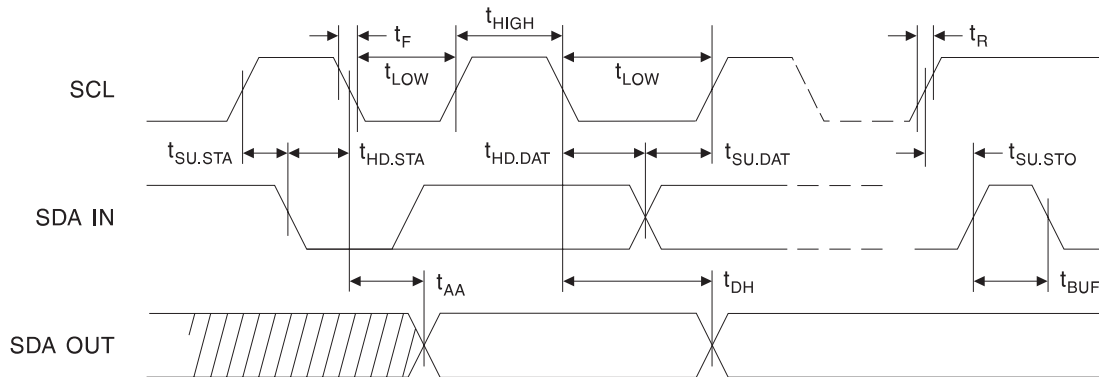 tHIGH
tF
tR
tLOW
tLOW
SCL
tSU.STA
tHD.STA
tHD.DAT
tSU.DAT
tSU.STO
SDA IN
tAA
tDH
tBUF
SDA OUT